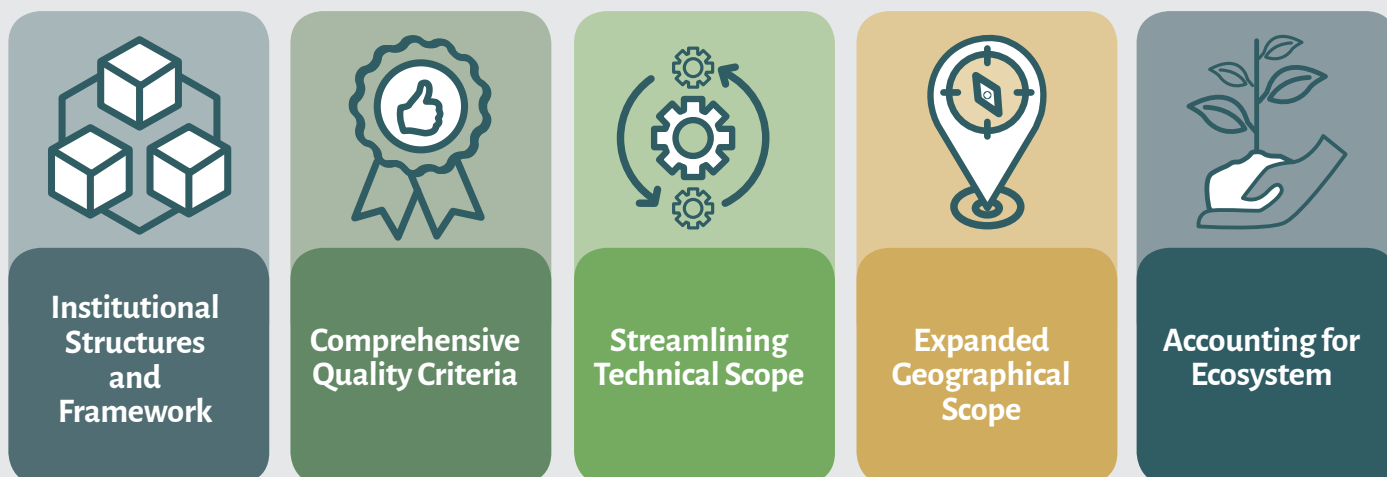 Institutional
Structures
and
Framework
Comprehensive
Quality Criteria
Streamlining
Technical Scope
Expanded
Geographical
Scope
Accounting for
Ecosystem